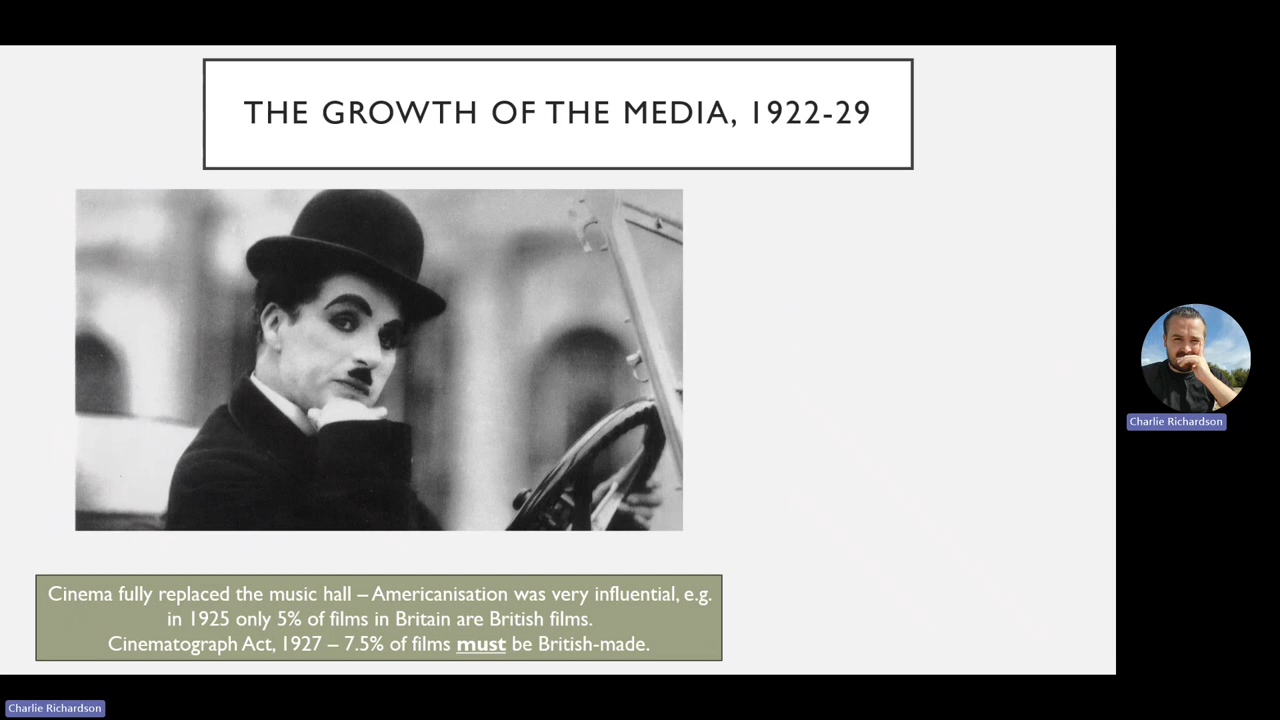 THE GROWTH OF THE MEDIA, 1922-29
Cinema fully replaced the music hall – Americanisation was very influential, e.g.
in 1925 only 5% of films in Britain are British films.
Cinematograph Act, 1927 – 7.5% of films must be British-made.
Charlie Richardson
Charlie Richardson